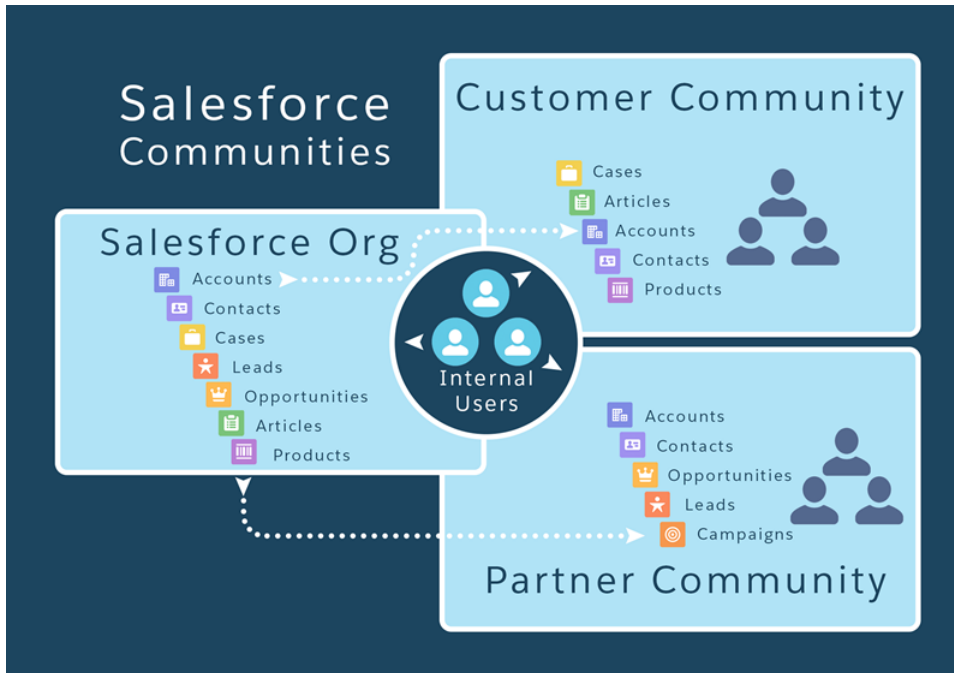 Salesforce
Communities
Salesforce Org
Accounts
Contacts
Cases
Leads
Opportunities
Articles
Products
Internal
Users
Customer Community
Cases
Articles
Accounts
Contacts
Products
Accounts
Contacts
Opportunities
Leads
Campaigns
Partner Community